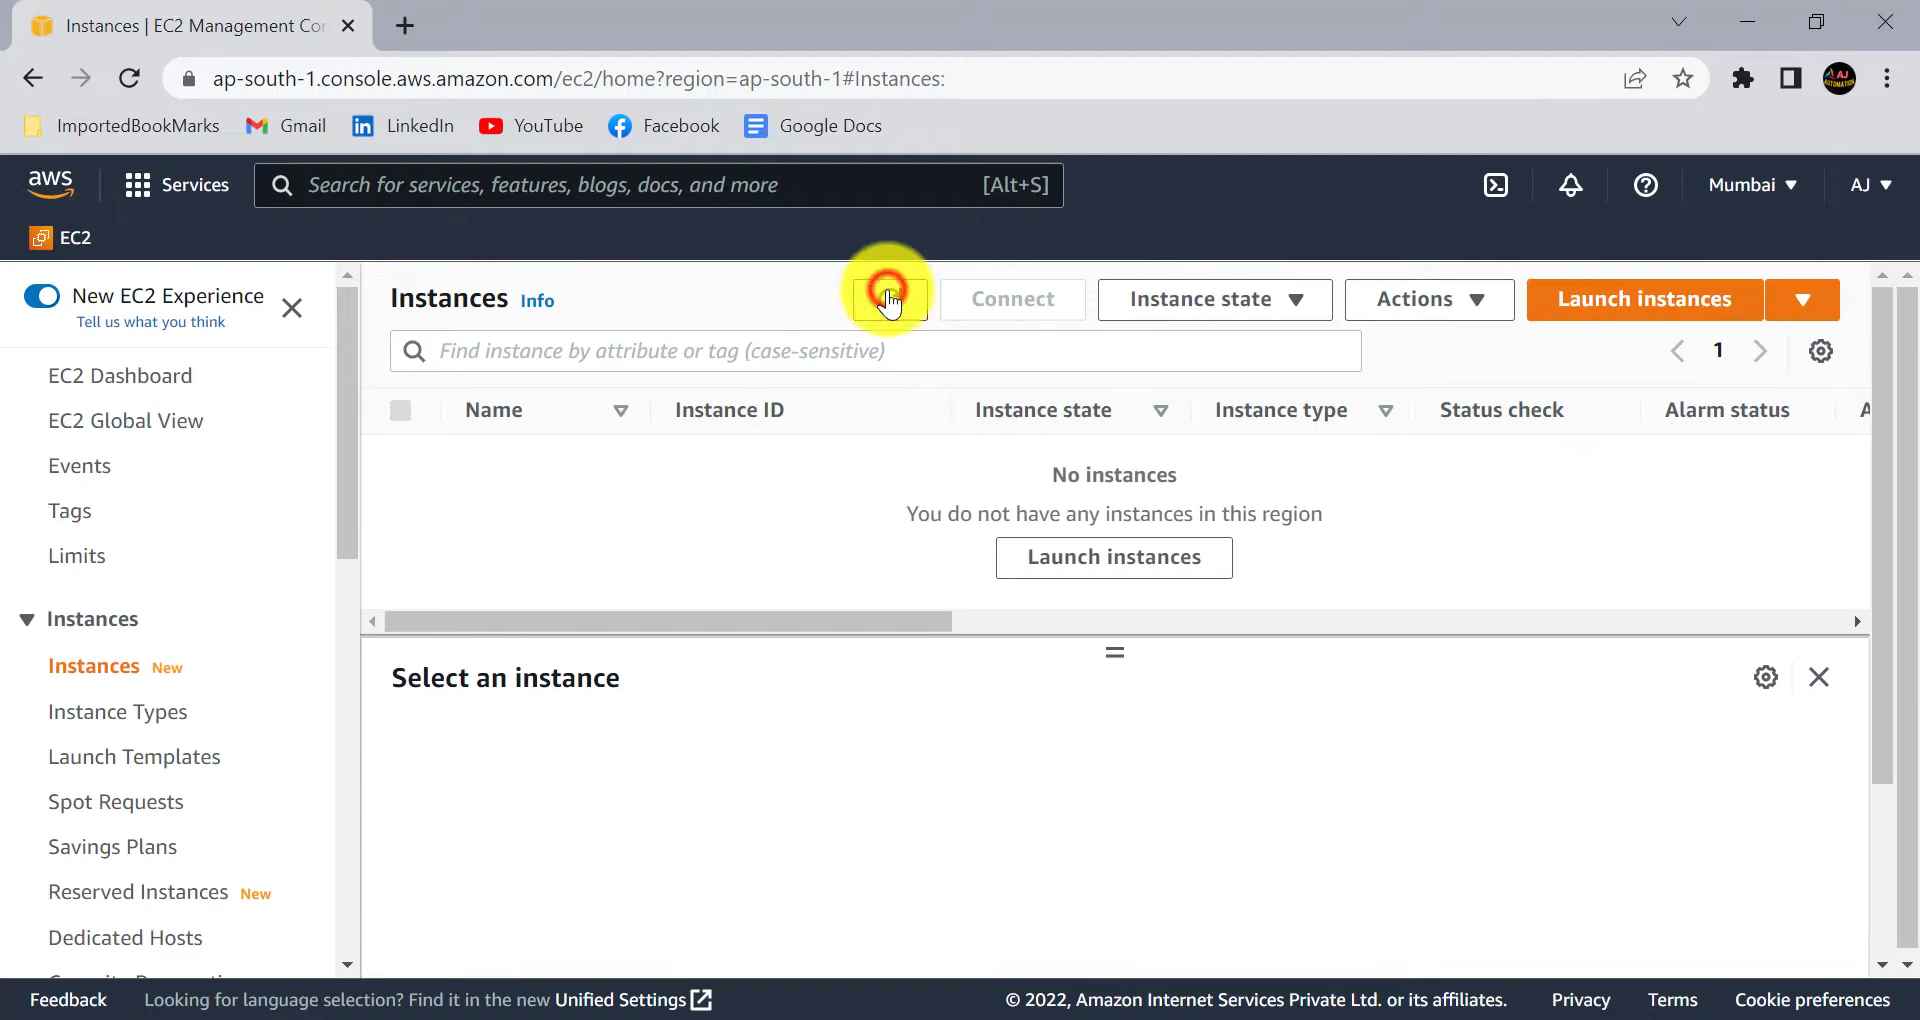 Instances | EC2 Management Con
ap-south-1.console.aws.amazon.com/ec2/home?region=ap-south-1#Instances:
ImportedBookMarks Gmail LinkedIn YouTube Facebook Google Docs
AJ AUTOMATION
aws Services Search for services, features, blogs, docs, and more [Alt+S] Mumbai AJ
EC2
New EC2 Experience
Tell us what you think
EC2 Dashboard
EC2 Global View
Events
Tags
Limits
Instances
Instances New
Instance Types
Launch Templates
Spot Requests
Savings Plans
Reserved Instances New
Dedicated Hosts
Instances Info Connect Instance state Actions Launch instances
Find instance by attribute or tag (case-sensitive) 1
Name Instance ID Instance state Instance type Status check Alarm status A
No instances
You do not have any instances in this region
Launch instances
Select an instance
Feedback Looking for language selection? Find it in the new Unified Settings © 2022, Amazon Internet Services Private Ltd. or its affiliates. Privacy Terms Cookie preferences